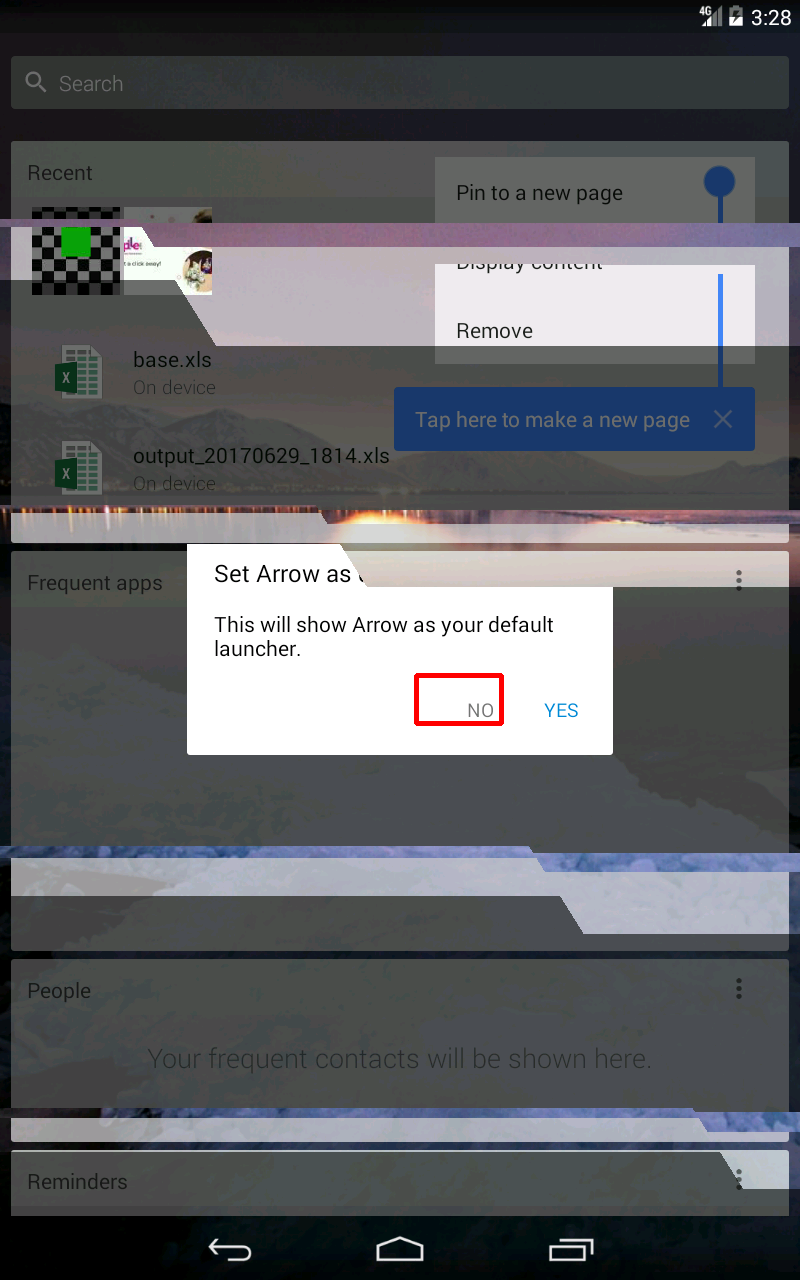 4G 3:28
Search
Recent
Pin to a new page
Display content
Remove
base.xls
On device
Tap here to make a new page
output_20170629_1814.xls
On device
Frequent apps
Set Arrow as
This will show Arrow as your default
launcher.
NO YES
People
Your frequent contacts will be shown here.
Reminders